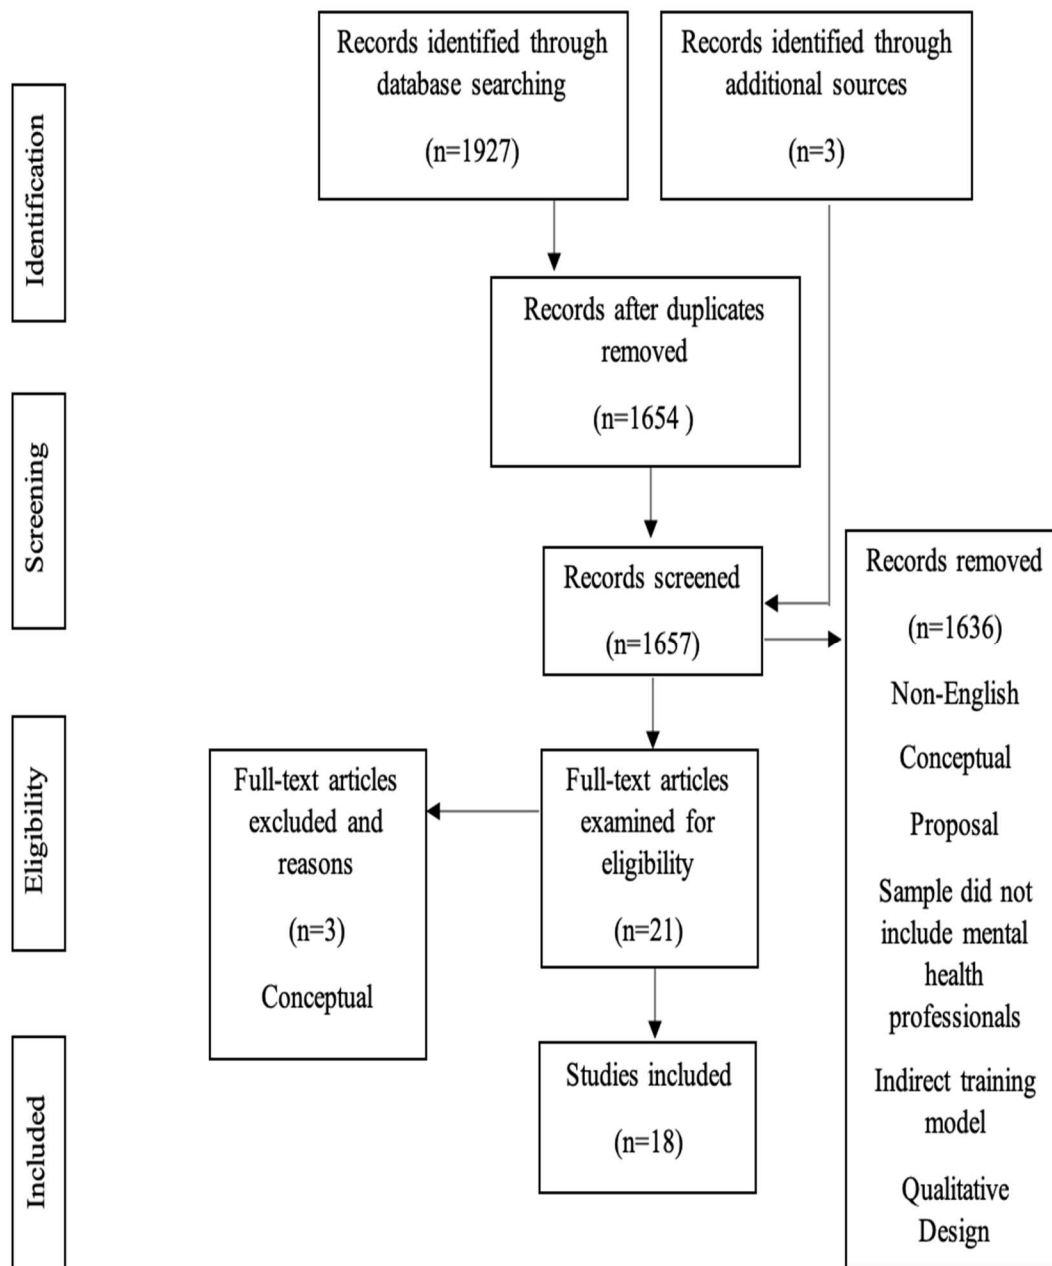 Records identified through
database searching
(n=1927)
Records identified through
additional sources
(n=3)
Identification
Records after duplicates
removed
(n=1654 )
Screening
Records screened
(n=1657)
Records removed
(n=1636)
Non-English
Conceptual
Proposal
Sample did not
include mental
health
professionals
Indirect training
model
Qualitative
Design
Eligibility
Full-text articles
excluded and
reasons
(n=3)
Conceptual
Full-text articles
examined for
eligibility
(n=21)
Included
Studies included
(n=18)